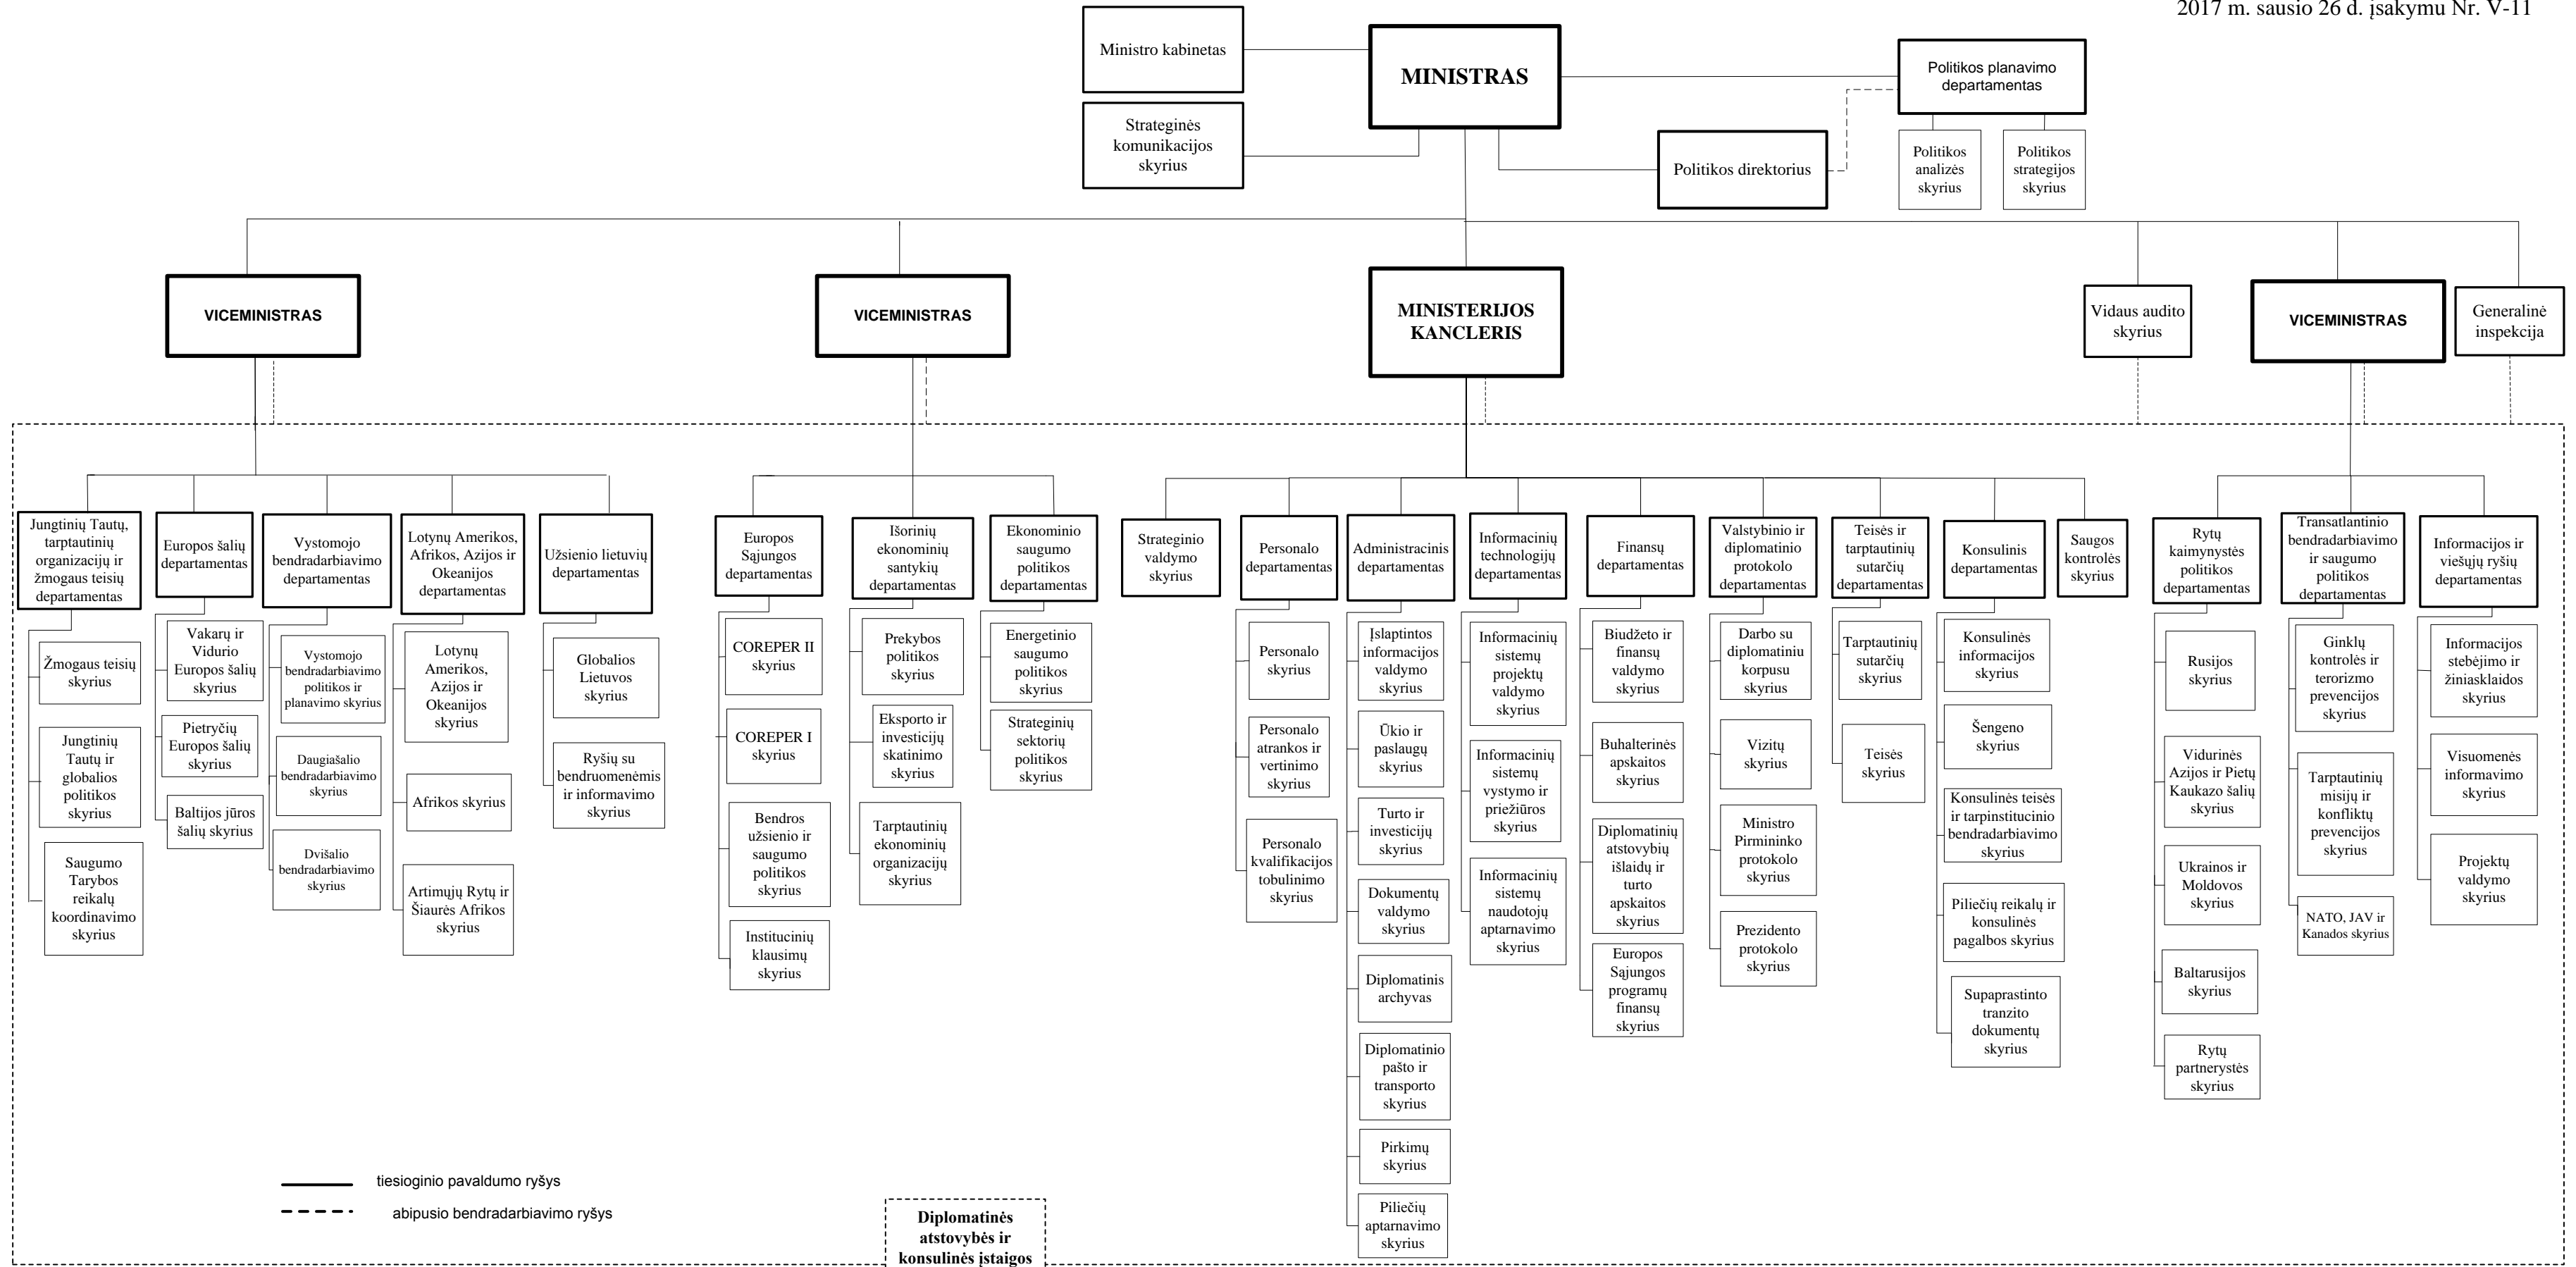 2017 m. sausio 26 d. įsakymu Nr. V-11
Ministro kabinetas
MINISTRAS
Politikos planavimo
departamentas
Strateginės
komunikacijos
skyrius
Politikos direktorius
Politikos
analizės
skyrius
Politikos
strategijos
skyrius
VICEMINISTRAS
VICEMINISTRAS
MINISTERIJOS
KANCLERIS
Vidaus audito
skyrius
VICEMINISTRAS
Generalinė
inspekcija
Jungtinių Tautų,
tarptautinių
organizacijų ir
žmogaus teisių
departamentas
Žmogaus teisių
skyrius
Jungtinių
Tautų ir
globalios
politikos
skyrius
Saugumo
Tarybos
reikalų
koordinavimo
skyrius
Europos šalių
departamentas
Vakarų ir
Vidurio
Europos šalių
skyrius
Pietryčių
Europos šalių
skyrius
Baltijos jūros
šalių skyrius
Vystomojo
bendradarbiavimo
departamentas
Vystomojo
bendradarbiavimo
politikos ir
planavimo skyrius
Daugiašalio
bendradarbiavimo
skyrius
Dvišalio
bendradarbiavimo
skyrius
Lotynų Amerikos,
Afrikos, Azijos ir
Okeanijos
departamentas
Lotynų
Amerikos,
Azijos ir
Okeanijos
skyrius
Afrikos skyrius
Artimųjų Rytų ir
Šiaurės Afrikos
skyrius
Užsienio lietuvių
departamentas
Globalios
Lietuvos
skyrius
Ryšių su
bendruomenėmis
ir informavimo
skyrius
Europos
Sąjungos
departamentas
COREPER II
skyrius
COREPER I
skyrius
Bendros
užsienio ir
saugumo
politikos
skyrius
Institucinių
klausimų
skyrius
Išorinių
ekonominių
santykių
departamentas
Prekybos
politikos
skyrius
Eksporto ir
investicijų
skatinimo
skyrius
Tarptautinių
ekonominių
organizacijų
skyrius
Ekonominio
saugumo
politikos
departamentas
Energetinio
saugumo
politikos
skyrius
Strateginių
sektorių
politikos
skyrius
Strateginio
valdymo
skyrius
Personalo
departamentas
Personalo
skyrius
Personalo
atrankos ir
vertinimo
skyrius
Personalo
kvalifikacijos
tobulinimo
skyrius
Administracinis
departamentas
Įslaptintos
informacijos
valdymo
skyrius
Ūkio ir
paslaugų
skyrius
Turto ir
investicijų
skyrius
Dokumentų
valdymo
skyrius
Diplomatinis
archyvas
Diplomatinio
pašto ir
transporto
skyrius
Pirkimų
skyrius
Piliečių
aptarnavimo
skyrius
Informacinių
technologijų
departamentas
Informacinių
sistemų
projektų
valdymo
skyrius
Informacinių
sistemų
vystymo ir
priežiūros
skyrius
Informacinių
sistemų
naudotojų
aptarnavimo
skyrius
Finansų
departamentas
Biudžeto ir
finansų
valdymo
skyrius
Buhalterinės
apskaitos
skyrius
Diplomatinių
atstovybių
išlaidų ir
turto
apskaitos
skyrius
Europos
Sąjungos
programų
finansų
skyrius
Valstybinio ir
diplomatinio
protokolo
departamentas
Darbo su
diplomatiniu
korpusu
skyrius
Vizitų
skyrius
Ministro
Pirmininko
protokolo
skyrius
Prezidento
protokolo
skyrius
Teisės ir
tarptautinių
sutarčių
departamentas
Tarptautinių
sutarčių
skyrius
Teisės
skyrius
Konsulinis
departamentas
Konsulinės
informacijos
skyrius
Šengeno
skyrius
Konsulinės teisės
ir tarpinstitucinio
bendradarbiavimo
skyrius
Piliečių reikalų ir
konsulinės
pagalbos skyrius
Supaprastinto
tranzito
dokumentų
skyrius
Saugos
kontrolės
skyrius
Rytų
kaimynystės
politikos
departamentas
Rusijos
skyrius
Vidurinės
Azijos ir Pietų
Kaukazo šalių
skyrius
Ukrainos ir
Moldovos
skyrius
Baltarusijos
skyrius
Rytų
partnerystės
skyrius
Transatlantinio
bendradarbiavimo
ir saugumo
politikos
departamentas
Ginklų
kontrolės ir
terorizmo
prevencijos
skyrius
Tarptautinių
misijų ir
konfliktų
prevencijos
skyrius
NATO, JAV ir
Kanados skyrius
Informacijos ir
viešųjų ryšių
departamentas
Informacijos
stebėjimo ir
žiniasklaidos
skyrius
Visuomenės
informavimo
skyrius
Projektų
valdymo
skyrius
tiesioginio pavaldumo ryšys
abipusio bendradarbiavimo ryšys
Diplomatinės
atstovybės ir
konsulinės įstaigos